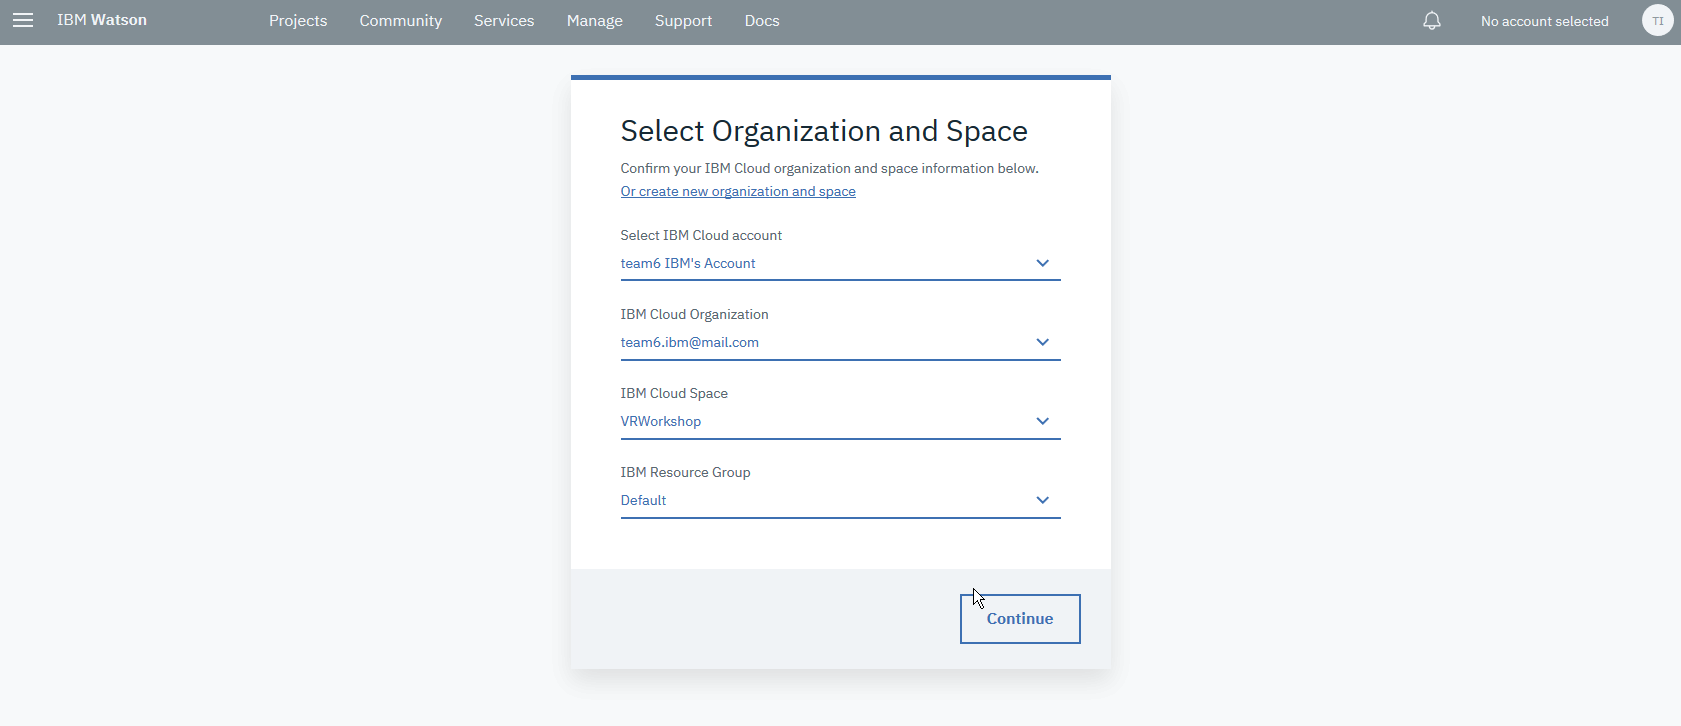 IBM Watson Projects Community Services Manage Support Docs No account selected TI
Select Organization and Space
Confirm your IBM Cloud organization and space information below.
Or create new organization and space
Select IBM Cloud account
team6 IBM's Account
IBM Cloud Organization
team6.ibm@mail.com
IBM Cloud Space
VRWorkshop
IBM Resource Group
Default
Continue